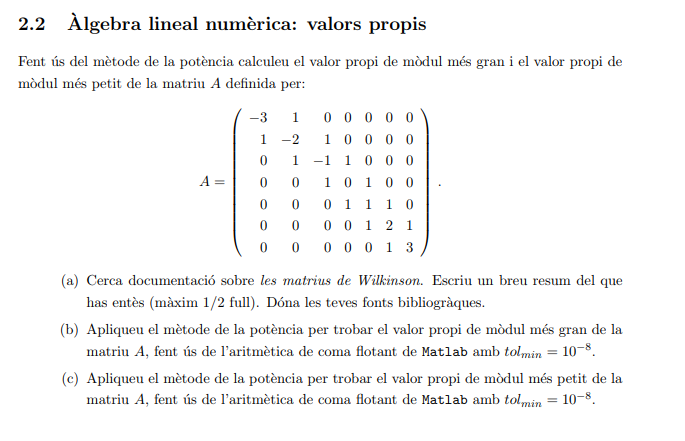 2.2 Àlgebra lineal numèrica: valors propis
Fent ús del mètode de la potència calculeu el valor propi de mòdul més gran i el valor propi de
mòdul més petit de la matriu A definida per:
−3 1 0 0 0 0 0
1 −2 1 0 0 0 0
0 1 −1 1 0 0 0
A = 0 0 1 0 1 0 0 .
0 0 0 1 1 1 0
0 0 0 0 1 2 1
0 0 0 0 0 1 3
(a) Cerca documentació sobre les matrius de Wilkinson. Escriu un breu resum del que
has entès (màxim 1/2 full). Dóna les teves fonts bibliogràques.
(b) Apliqueu el mètode de la potència per trobar el valor propi de mòdul més gran de la
matriu A, fent ús de l'aritmètica de coma flotant de Matlab amb tolmin = 10−8.
(c) Apliqueu el mètode de la potència per trobar el valor propi de mòdul més petit de la
matriu A, fent ús de l'aritmètica de coma flotant de Matlab amb tolmin = 10−8.